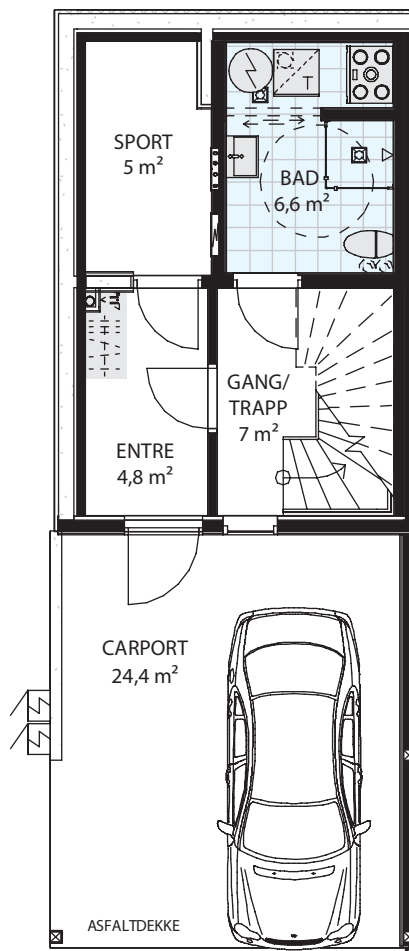 SPORT
5 m²
T
BAD
6,6 m²
GANG/
TRAPP
7 m²
ENTRE
4,8 m²
CARPORT
24,4 m²
ASFALTDEKKE